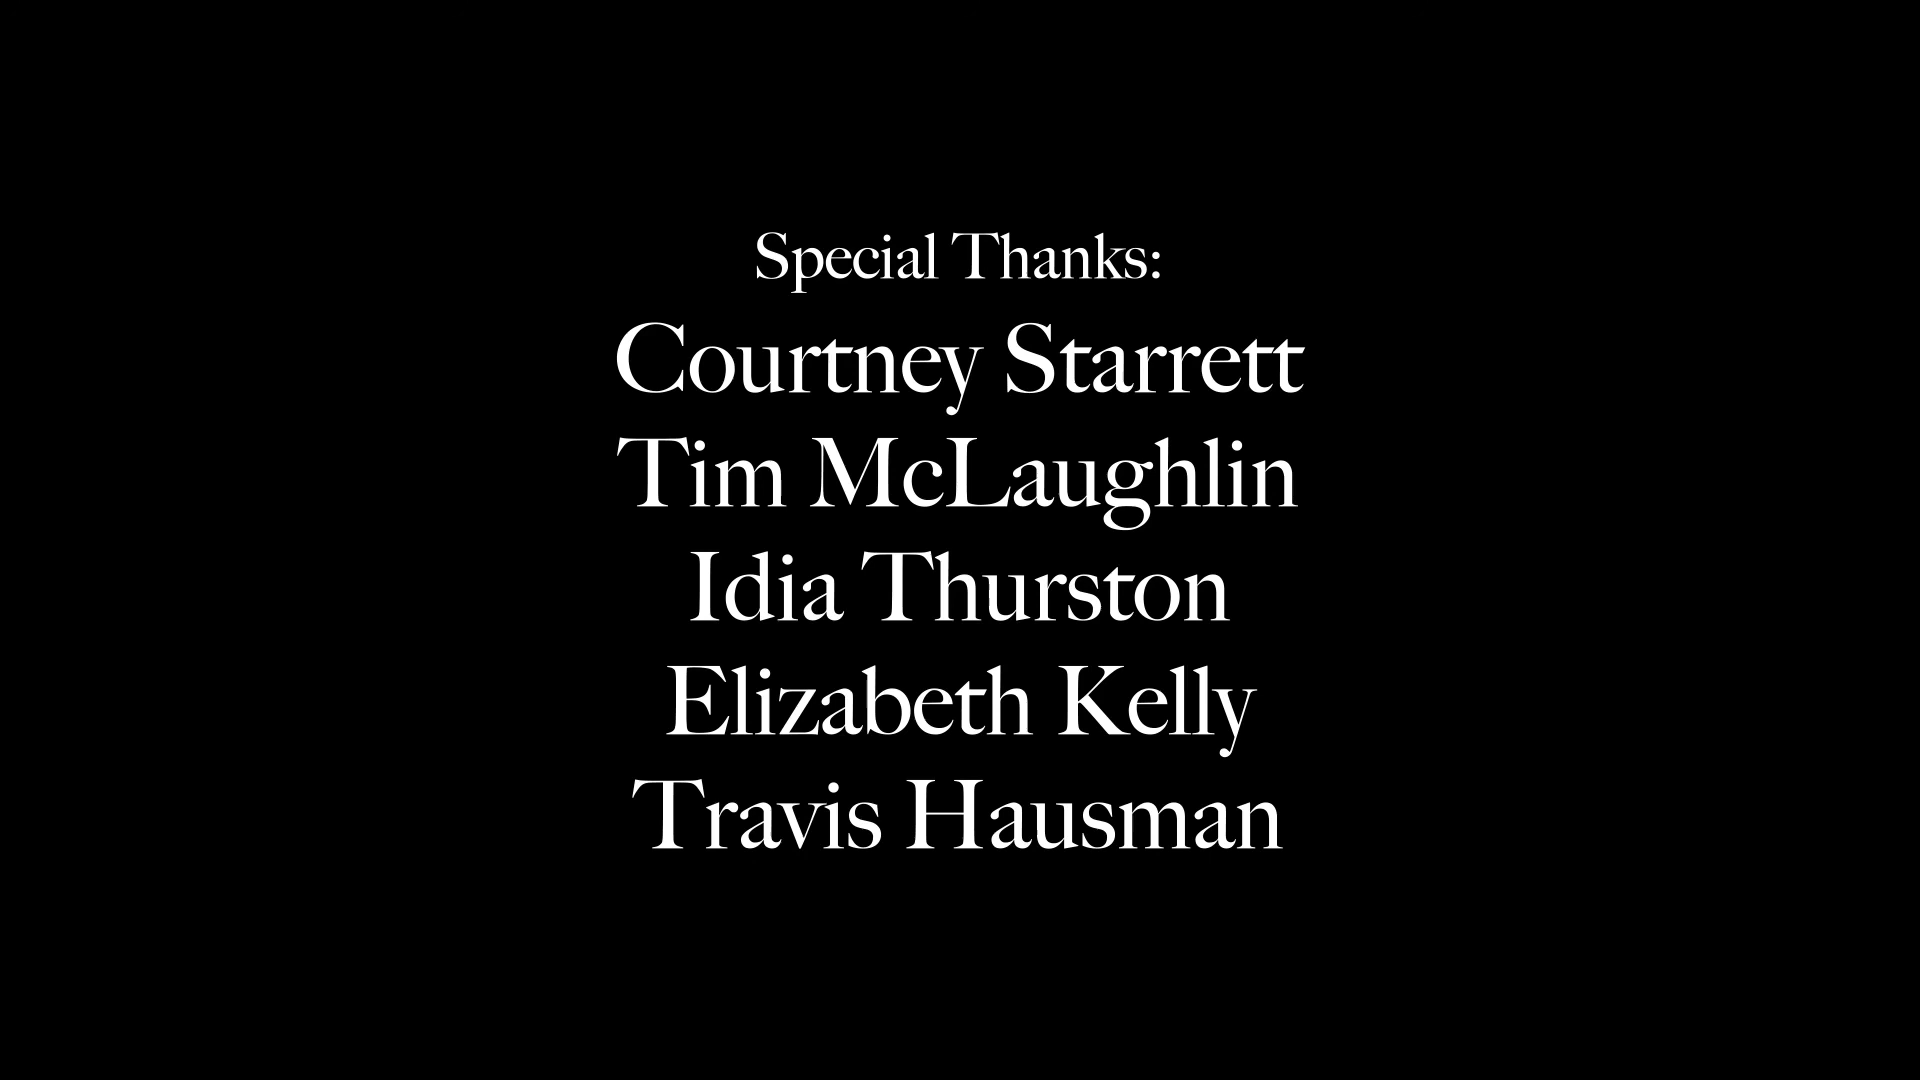 Special Thanks:
Courtney Starrett
Tim McLaughlin
Idia Thurston
Elizabeth Kelly
Travis Hausman